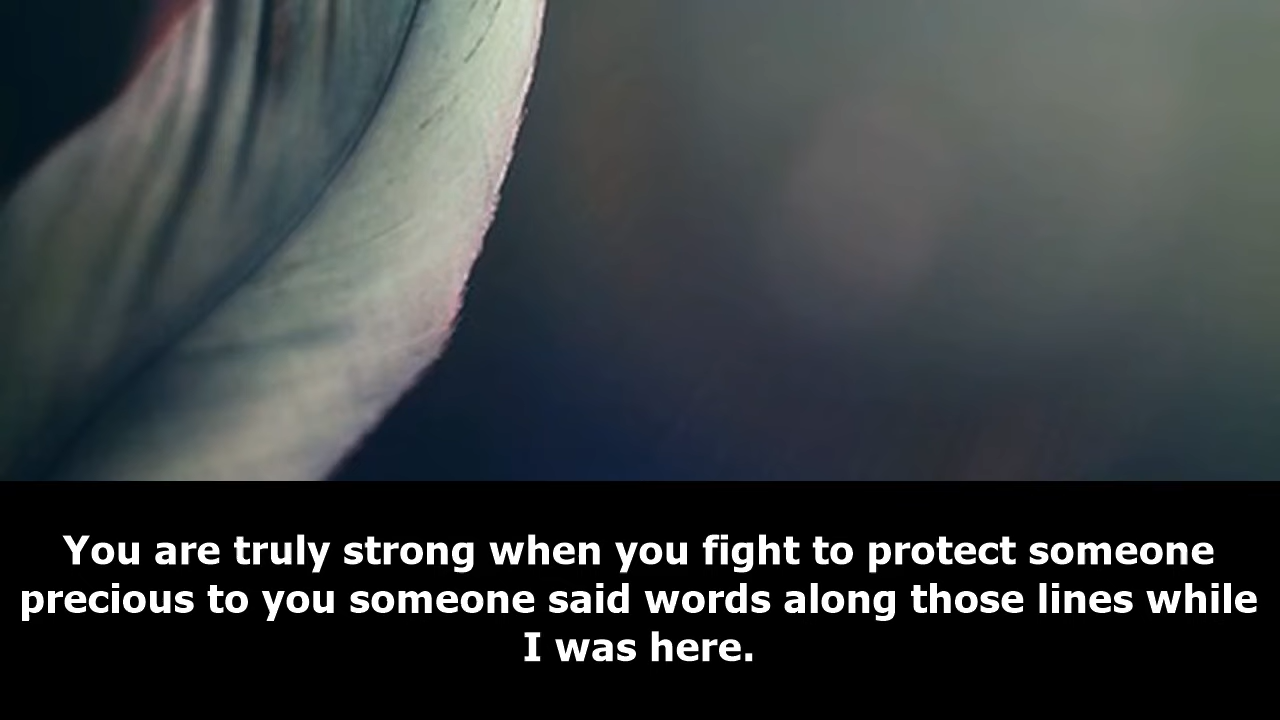 You are truly strong when you fight to protect someone
precious to you someone said words along those lines while
I was here.